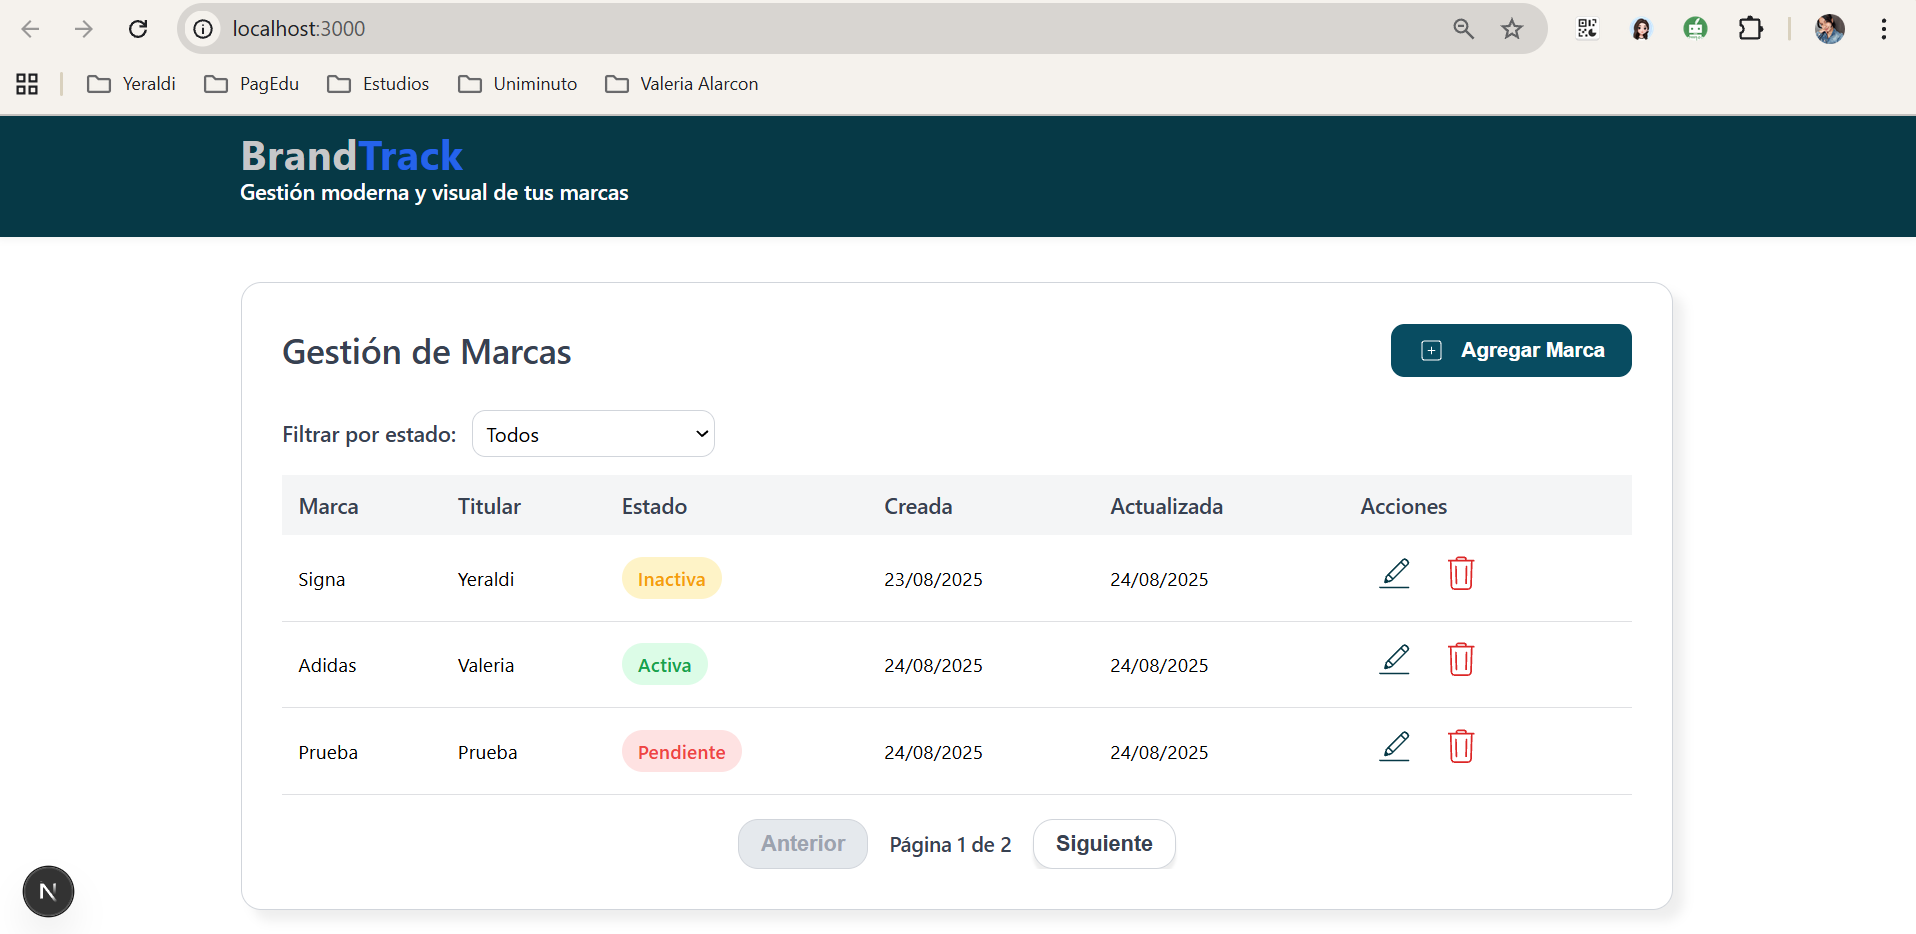 localhost:3000
Yeraldi PagEdu Estudios Uniminuto Valeria Alarcon
BrandTrack
Gestión moderna y visual de tus marcas
Gestión de Marcas
Agregar Marca
Filtrar por estado: Todos
Marca Titular Estado Creada Actualizada Acciones
Signa Yeraldi Inactiva 23/08/2025 24/08/2025
Adidas Valeria Activa 24/08/2025 24/08/2025
Prueba Prueba Pendiente 24/08/2025 24/08/2025
Anterior Página 1 de 2 Siguiente
N